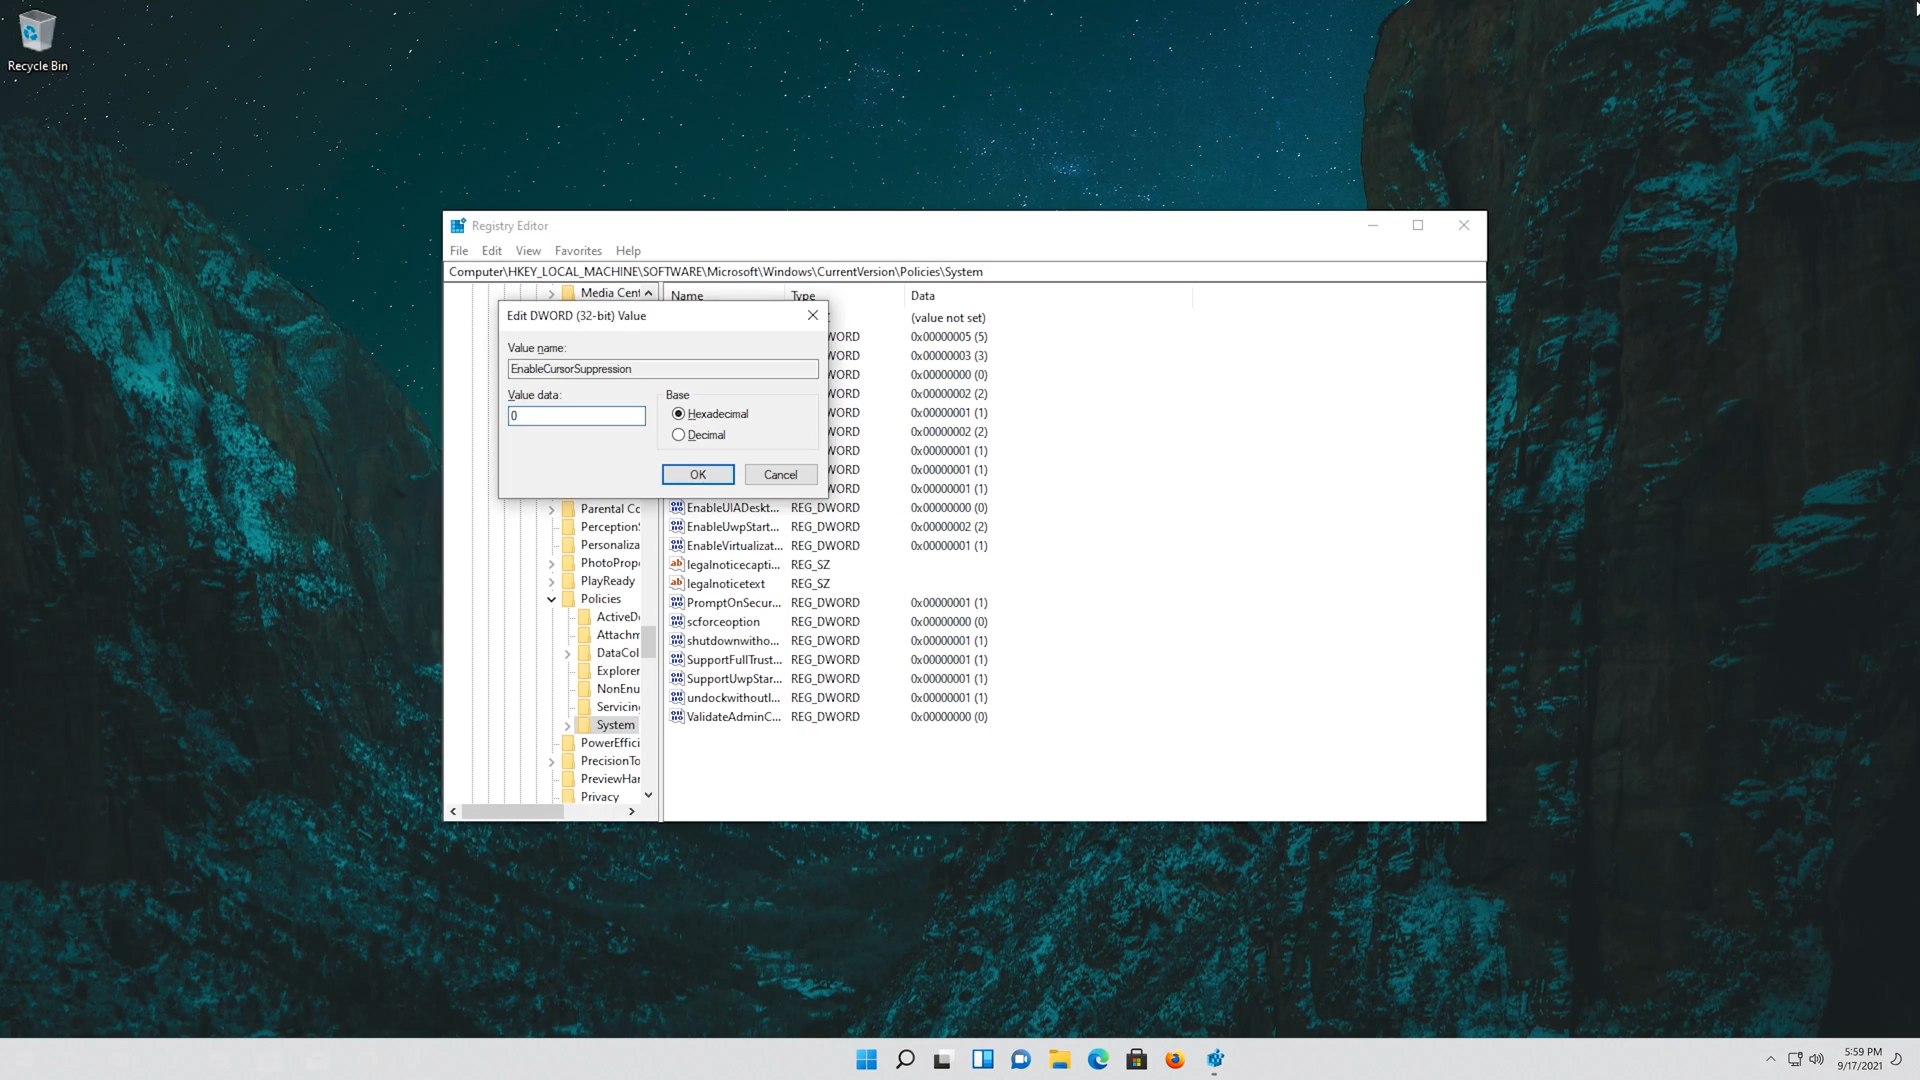 Recycle Bin
Registry Editor
File Edit View Favorites Help
Computer\HKEY_LOCAL_MACHINE\SOFTWARE\Microsoft\Windows\CurrentVersion\Policies\System
Media Cent
Name Type Data
Edit DWORD (32-bit) Value
(value not set)
WORD 0x00000005 (5)
Value name:
WORD 0x00000003 (3)
EnableCursorSuppression
WORD 0x00000000 (0)
Value data:
Base
WORD 0x00000002 (2)
0
Hexadecimal
WORD 0x00000001 (1)
Decimal
WORD 0x00000002 (2)
WORD 0x00000001 (1)
OK Cancel
WORD 0x00000001 (1)
WORD 0x00000001 (1)
Parental Cc
EnableUIADeskt... REG_DWORD 0x00000000 (0)
Perception
EnableUwpStart... REG_DWORD 0x00000002 (2)
Personaliza
EnableVirtualizat... REG_DWORD 0x00000001 (1)
PhotoProp
legalnoticecapti... REG_SZ
PlayReady
legalnoticetext REG_SZ
Policies
PromptOnSecur... REG_DWORD 0x00000001 (1)
ActiveDe
scforceoption REG_DWORD 0x00000000 (0)
Attachm
shutdownwitho... REG_DWORD 0x00000001 (1)
DataCol
SupportFullTrust... REG_DWORD 0x00000001 (1)
Explorer
SupportUwpStar... REG_DWORD 0x00000001 (1)
NonEnu
undockwithoutl... REG_DWORD 0x00000001 (1)
Servicing
ValidateAdminC... REG_DWORD 0x00000000 (0)
System
PowerEffici
PrecisionTo
PreviewHar
Privacy
5:59 PM
9/17/2021